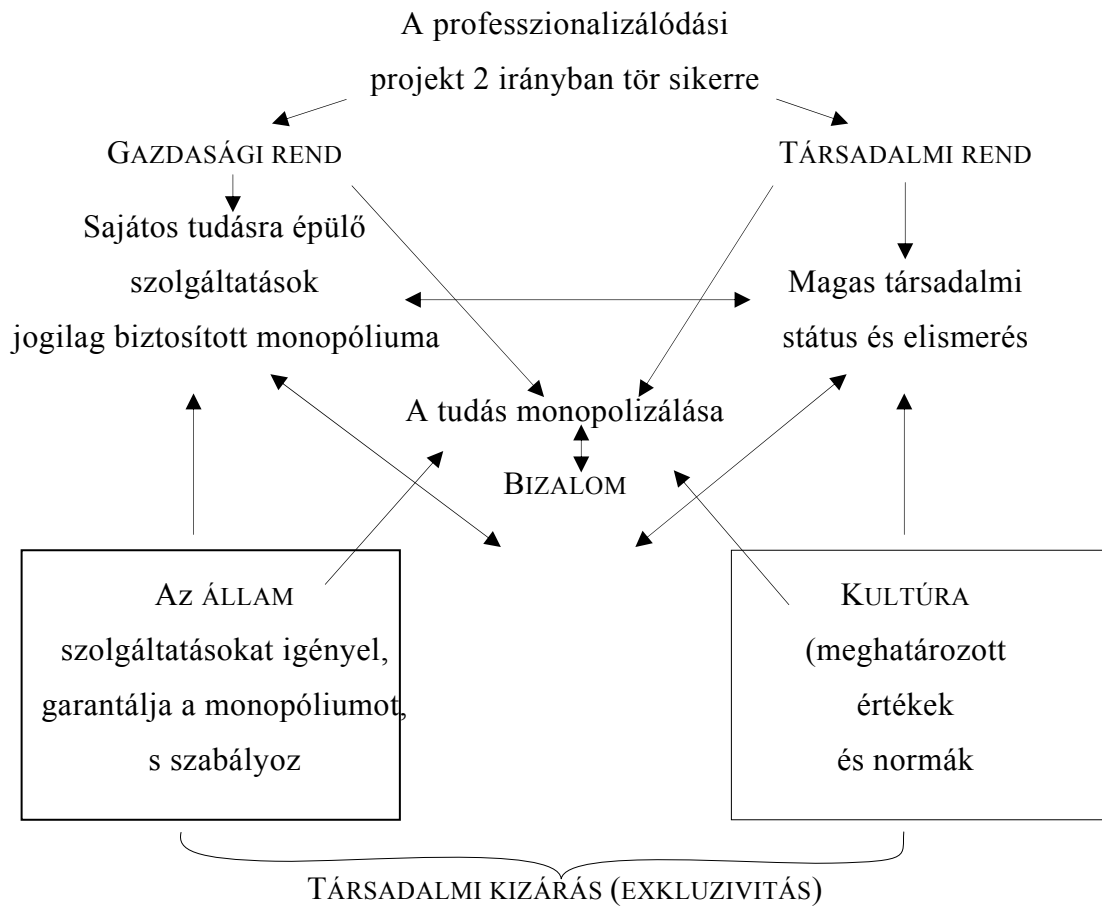 A professzionalizálódási
projekt 2 irányban tör sikerre
GAZDASÁGI REND
TÁRSADALMI REND
Sajátos tudásra épülő
szolgáltatások
jogilag biztosított monopóliuma
Magas társadalmi
státus és elismerés
A tudás monopolizálása
BIZALOM
AZ ÁLLAM
szolgáltatásokat igényel,
garantálja a monopóliumot,
s szabályoz
KULTÚRA
(meghatározott
értékek
és normák
TÁRSADALMI KIZÁRÁS (EXKLUZIVITÁS)